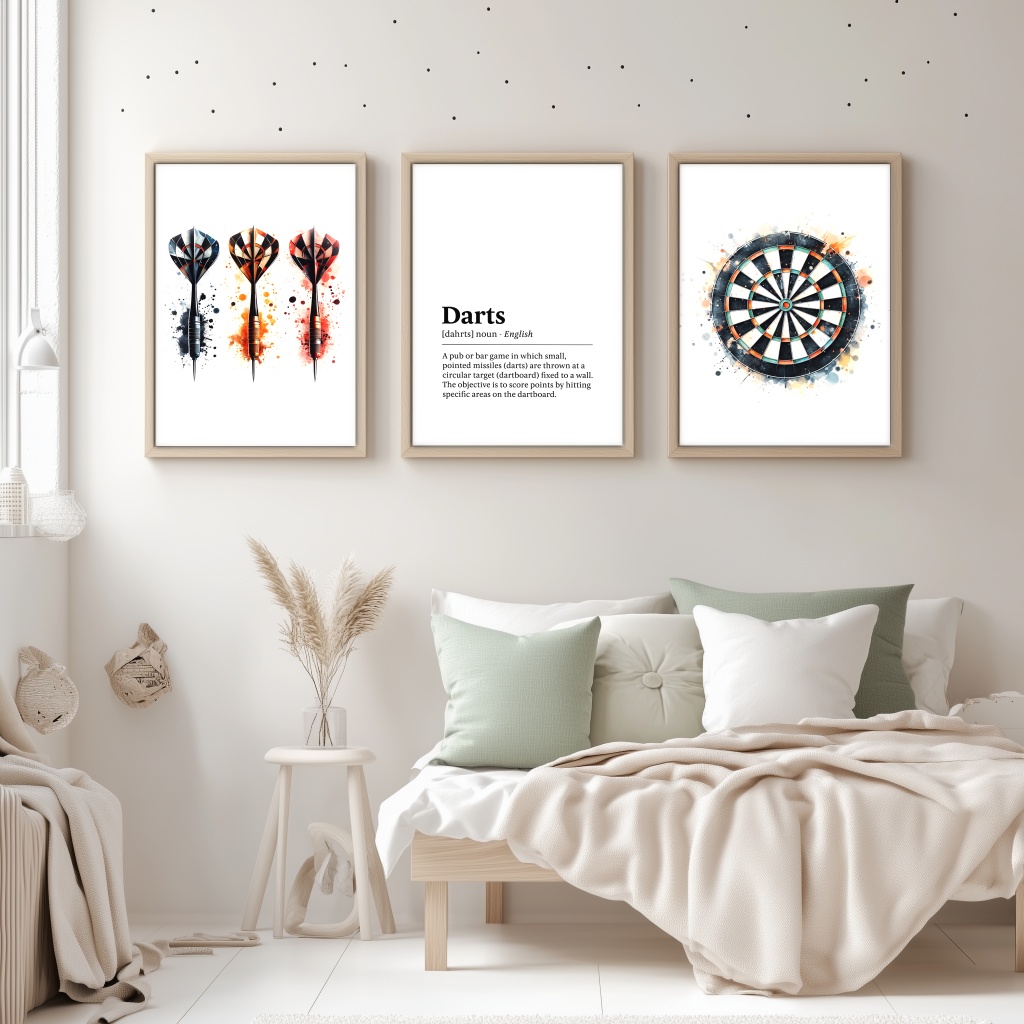 Darts
[dahrts] noun - English
A pub or bar game in which small,
pointed missiles (darts) are thrown at a
circular target (dartboard) fixed to a wall.
The objective is to score points by hitting
specific areas on the dartboard.